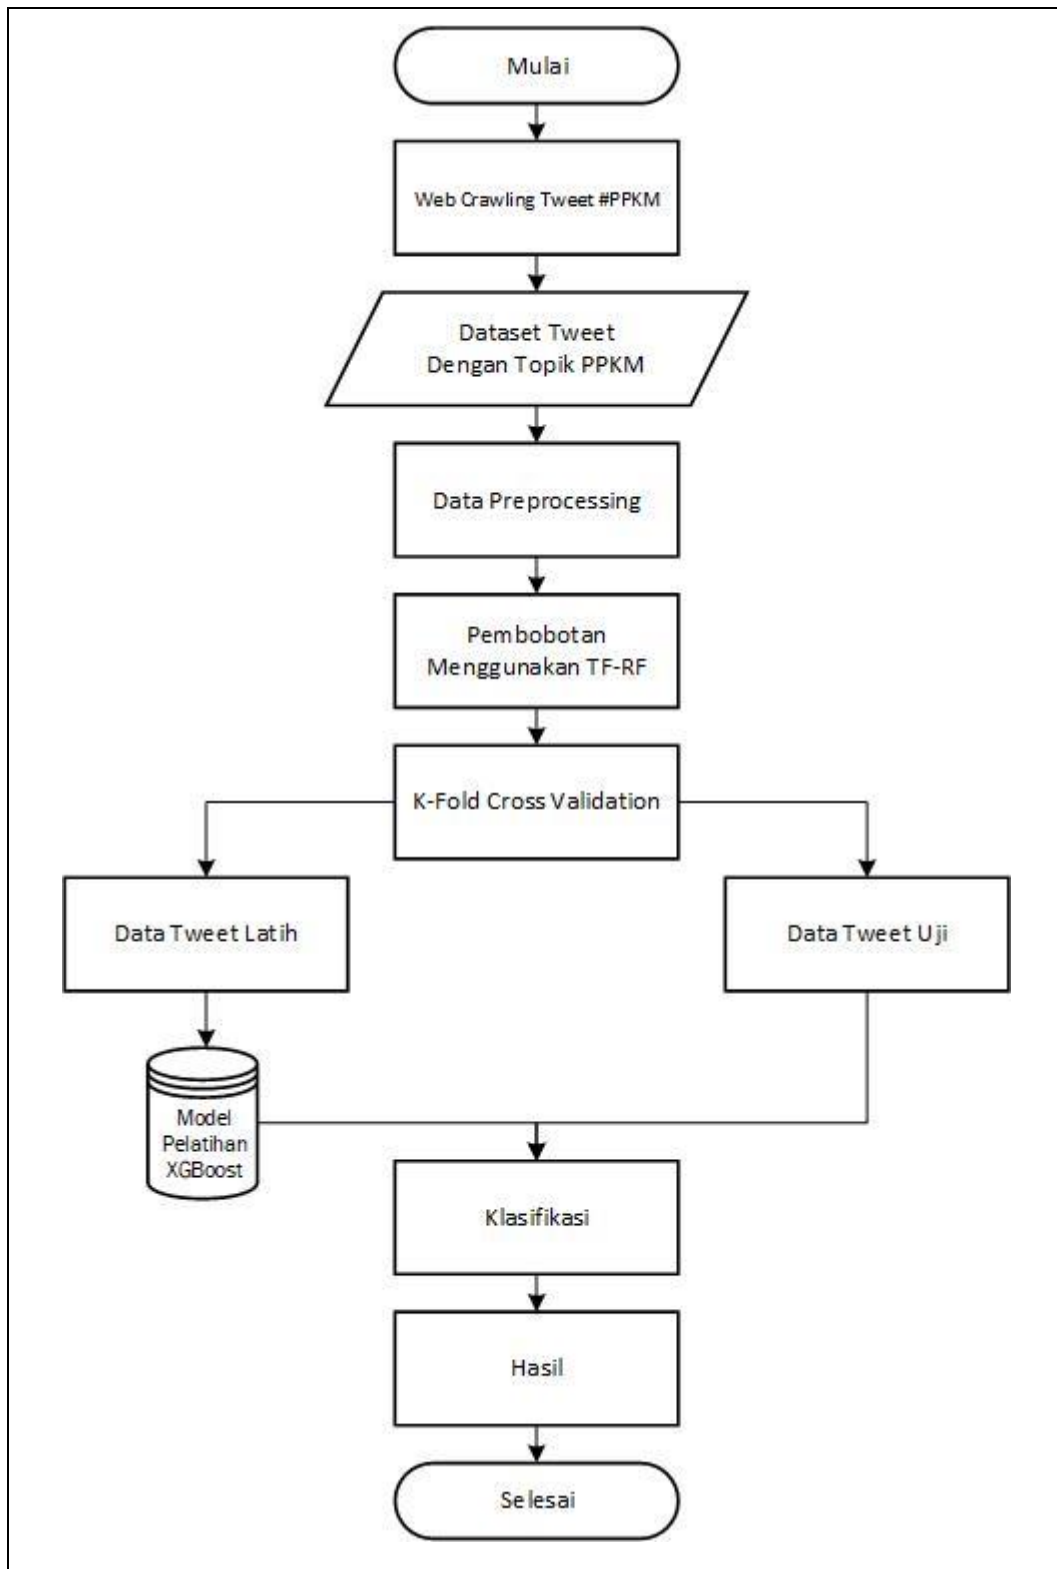 Mulai
Web Crawling Tweet #PPKM
Dataset Tweet
Dengan Topik PPKM
Data Preprocessing
Pembobotan
Menggunakan TF-RF
K-Fold Cross Validation
Data Tweet Latih
Data Tweet Uji
Model
Pelatihan
XGBoost
Klasifikasi
Hasil
Selesai